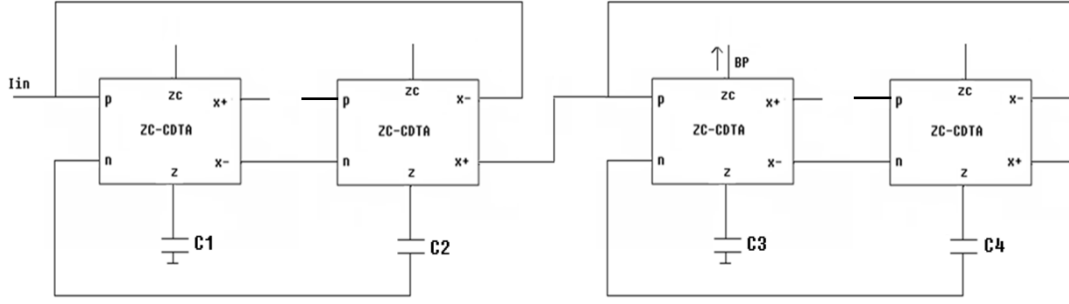 Iin
p
zc
x+
ZC-CDTA
n
x-
z
C1
p
zc
x-
ZC-CDTA
n
x+
z
C2
BP
p
zc
x+
ZC-CDTA
n
x-
z
C3
p
zc
x-
ZC-CDTA
n
x+
z
C4